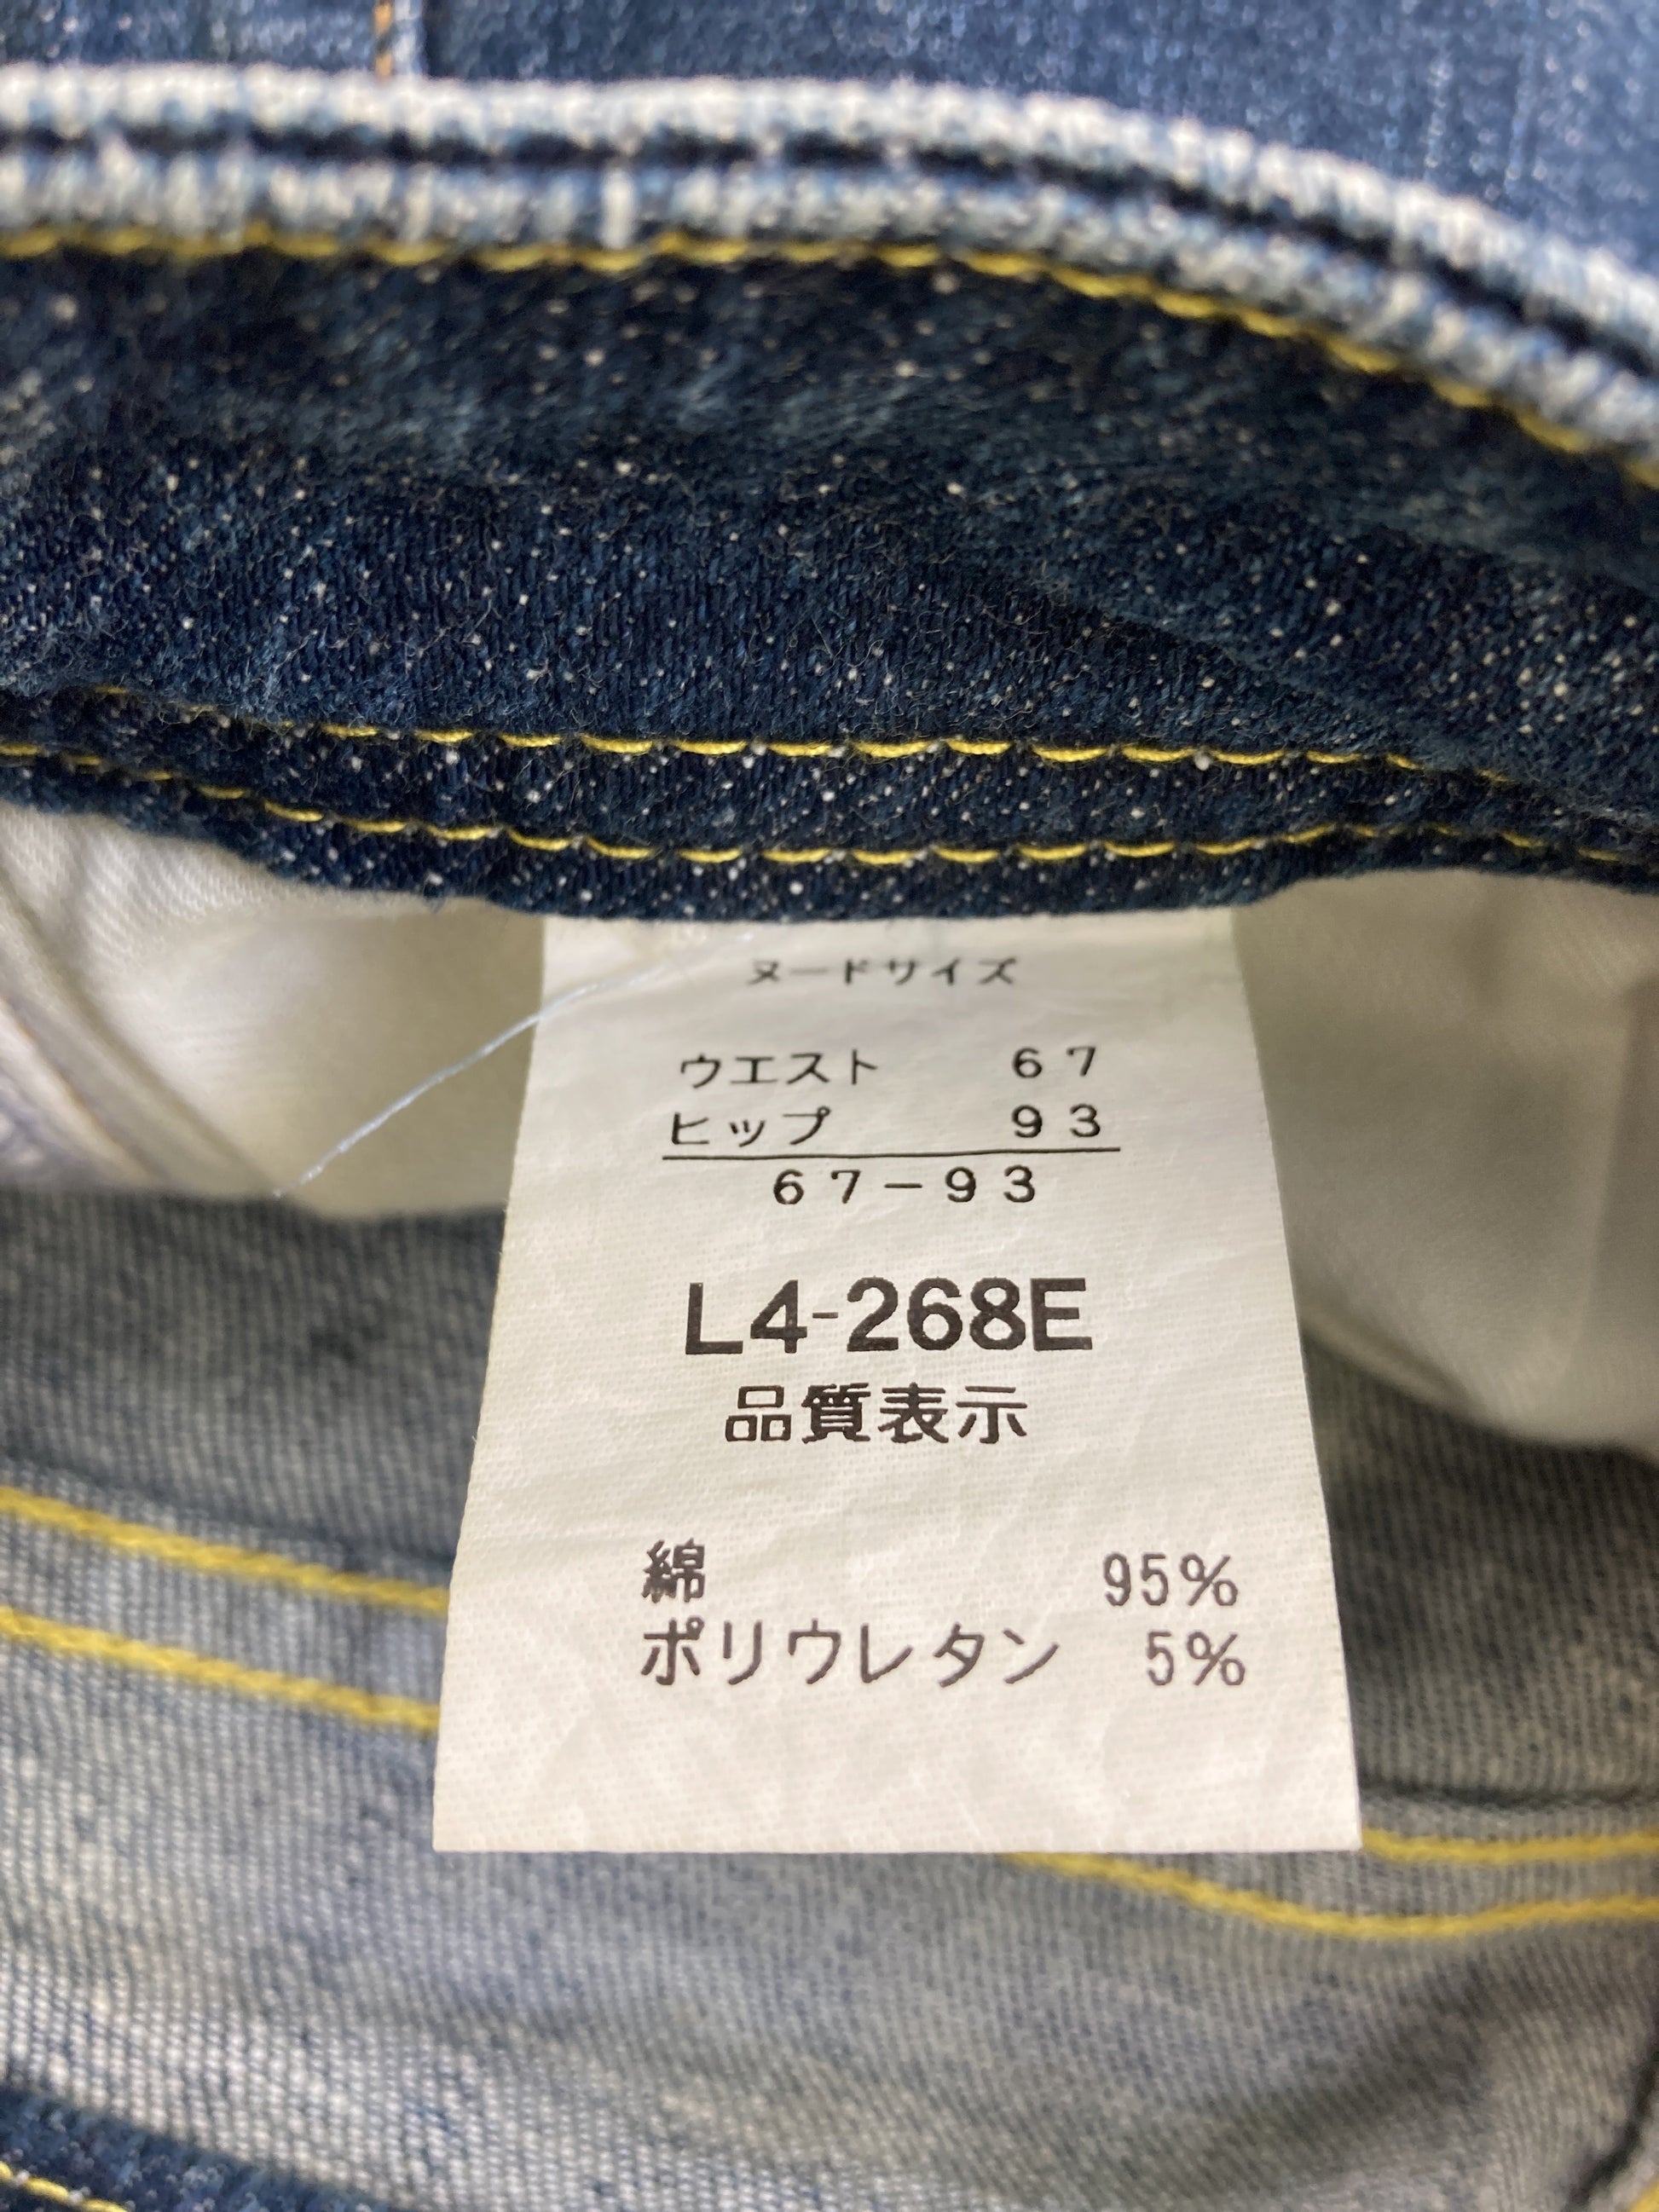 ヌードサイズ
ウエスト 67
ヒップ 93
67-93
L4-268E
品質表示
綿 95%
ポリウレタン 5%